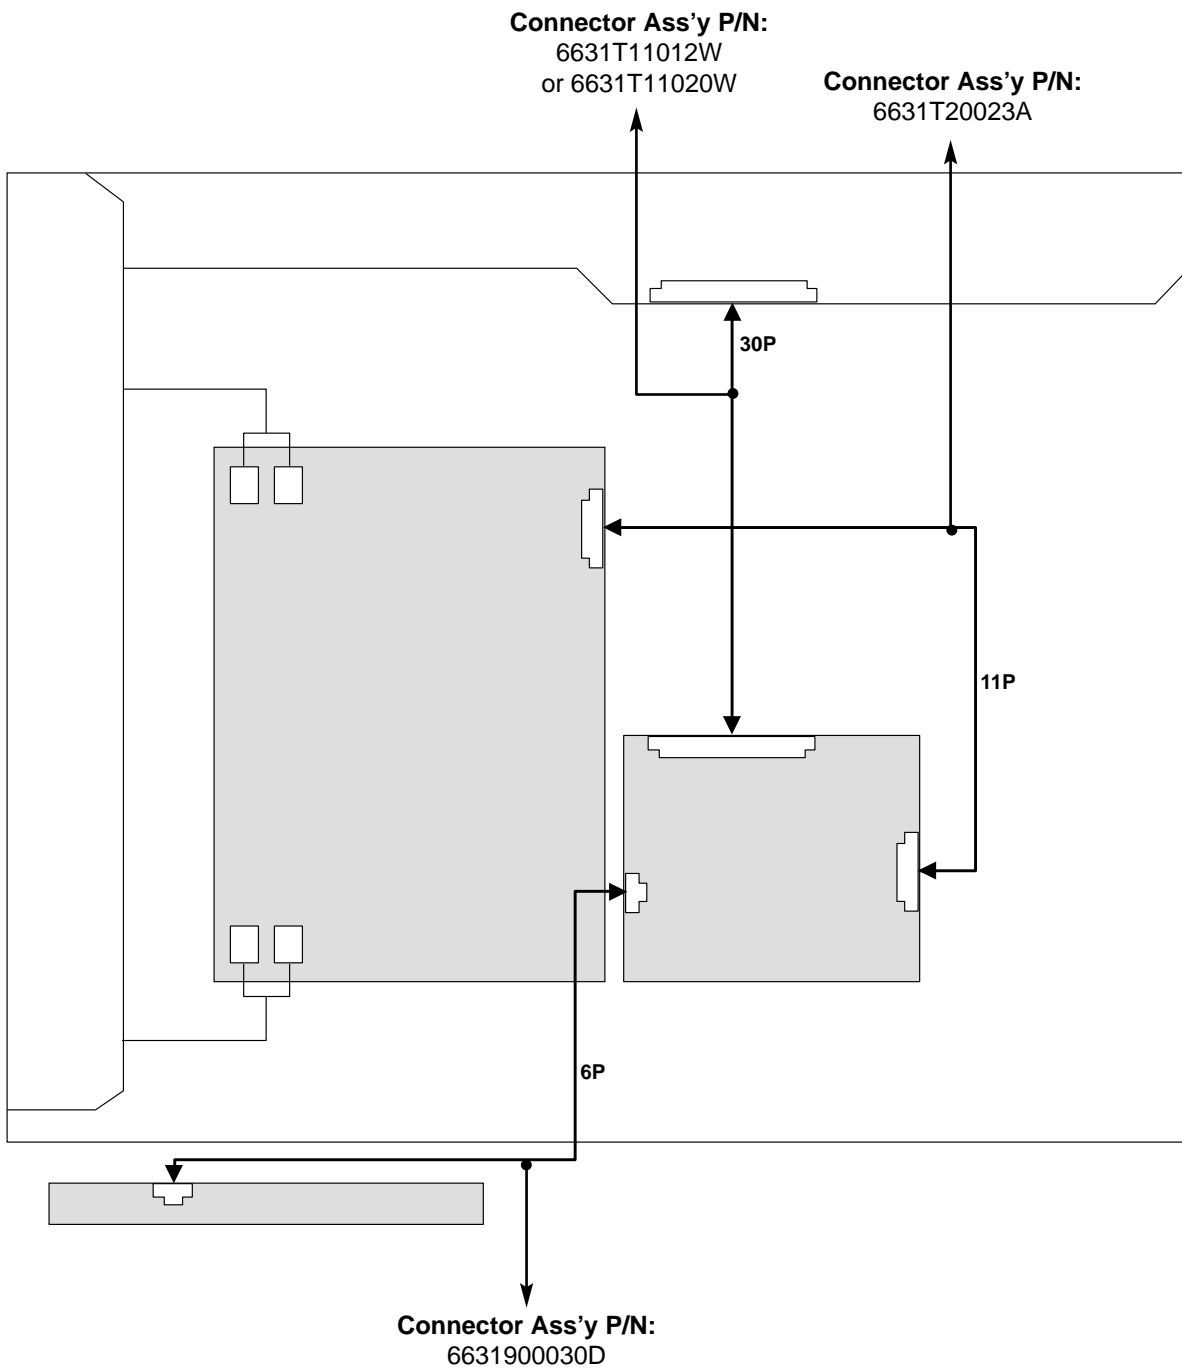 Connector Ass'y P/N:
6631T11012W
or 6631T11020W
Connector Ass'y P/N:
6631T20023A
30P
11P
6P
Connector Ass'y P/N:
6631900030D